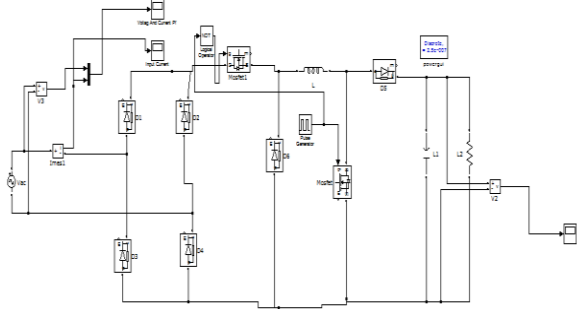 Voltag And Current PF
Input Current
NOT
Logical
Operator
Mosfet1
Discrete,
powergui
L
D5
V3
D1
D2
Pulse
Generator
D6
Mosfet
L1
L2
Imes1
Vac
V2
D3
D4